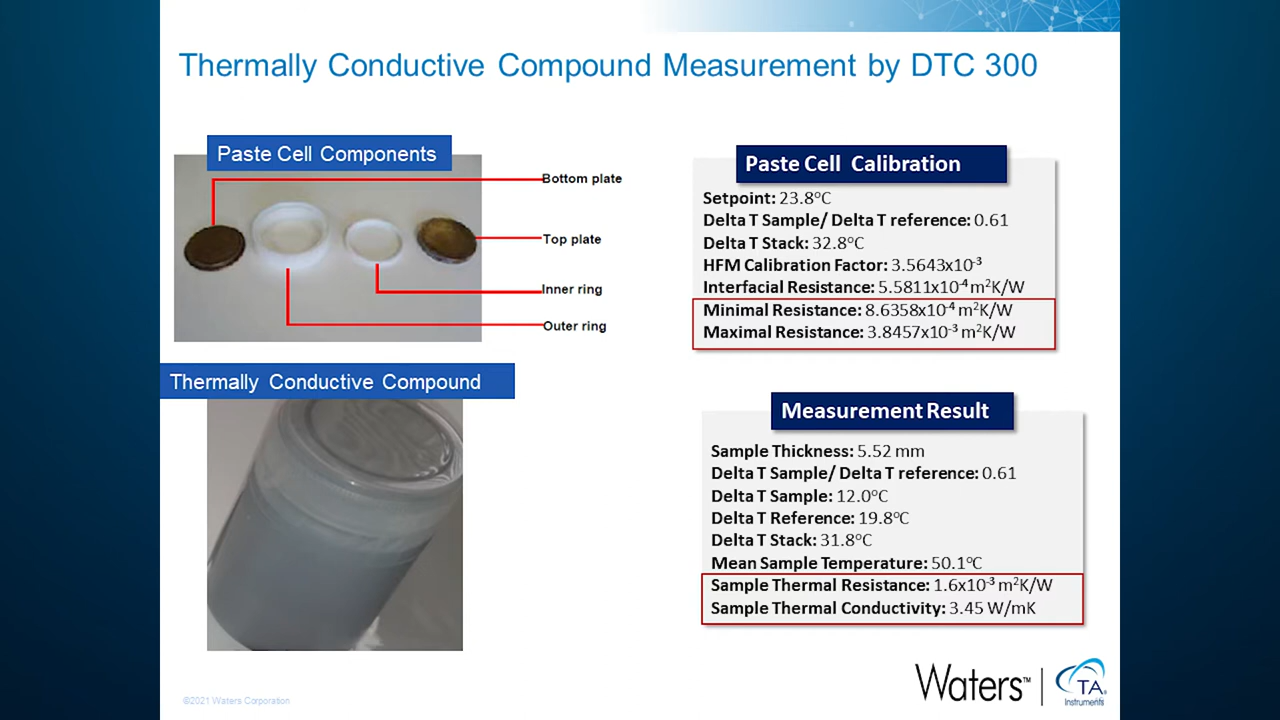 Thermally Conductive Compound Measurement by DTC 300
Paste Cell Components
Bottom plate
Top plate
Inner ring
Outer ring
Thermally Conductive Compound
Paste Cell Calibration
Setpoint: 23.8°C
Delta T Sample/ Delta T reference: 0.61
Delta T Stack: 32.8°C
HFM Calibration Factor: 3.5643x10⁻³
Interfacial Resistance: 5.5811x10⁻⁴ m²K/W
Minimal Resistance: 8.6358x10⁻⁴ m²K/W
Maximal Resistance: 3.8457x10⁻³ m²K/W
Measurement Result
Sample Thickness: 5.52 mm
Delta T Sample/ Delta T reference: 0.61
Delta T Sample: 12.0°C
Delta T Reference: 19.8°C
Delta T Stack: 31.8°C
Mean Sample Temperature: 50.1°C
Sample Thermal Resistance: 1.6x10⁻³ m²K/W
Sample Thermal Conductivity: 3.45 W/mK
©2021 Waters Corporation
Waters™
TA
Instruments